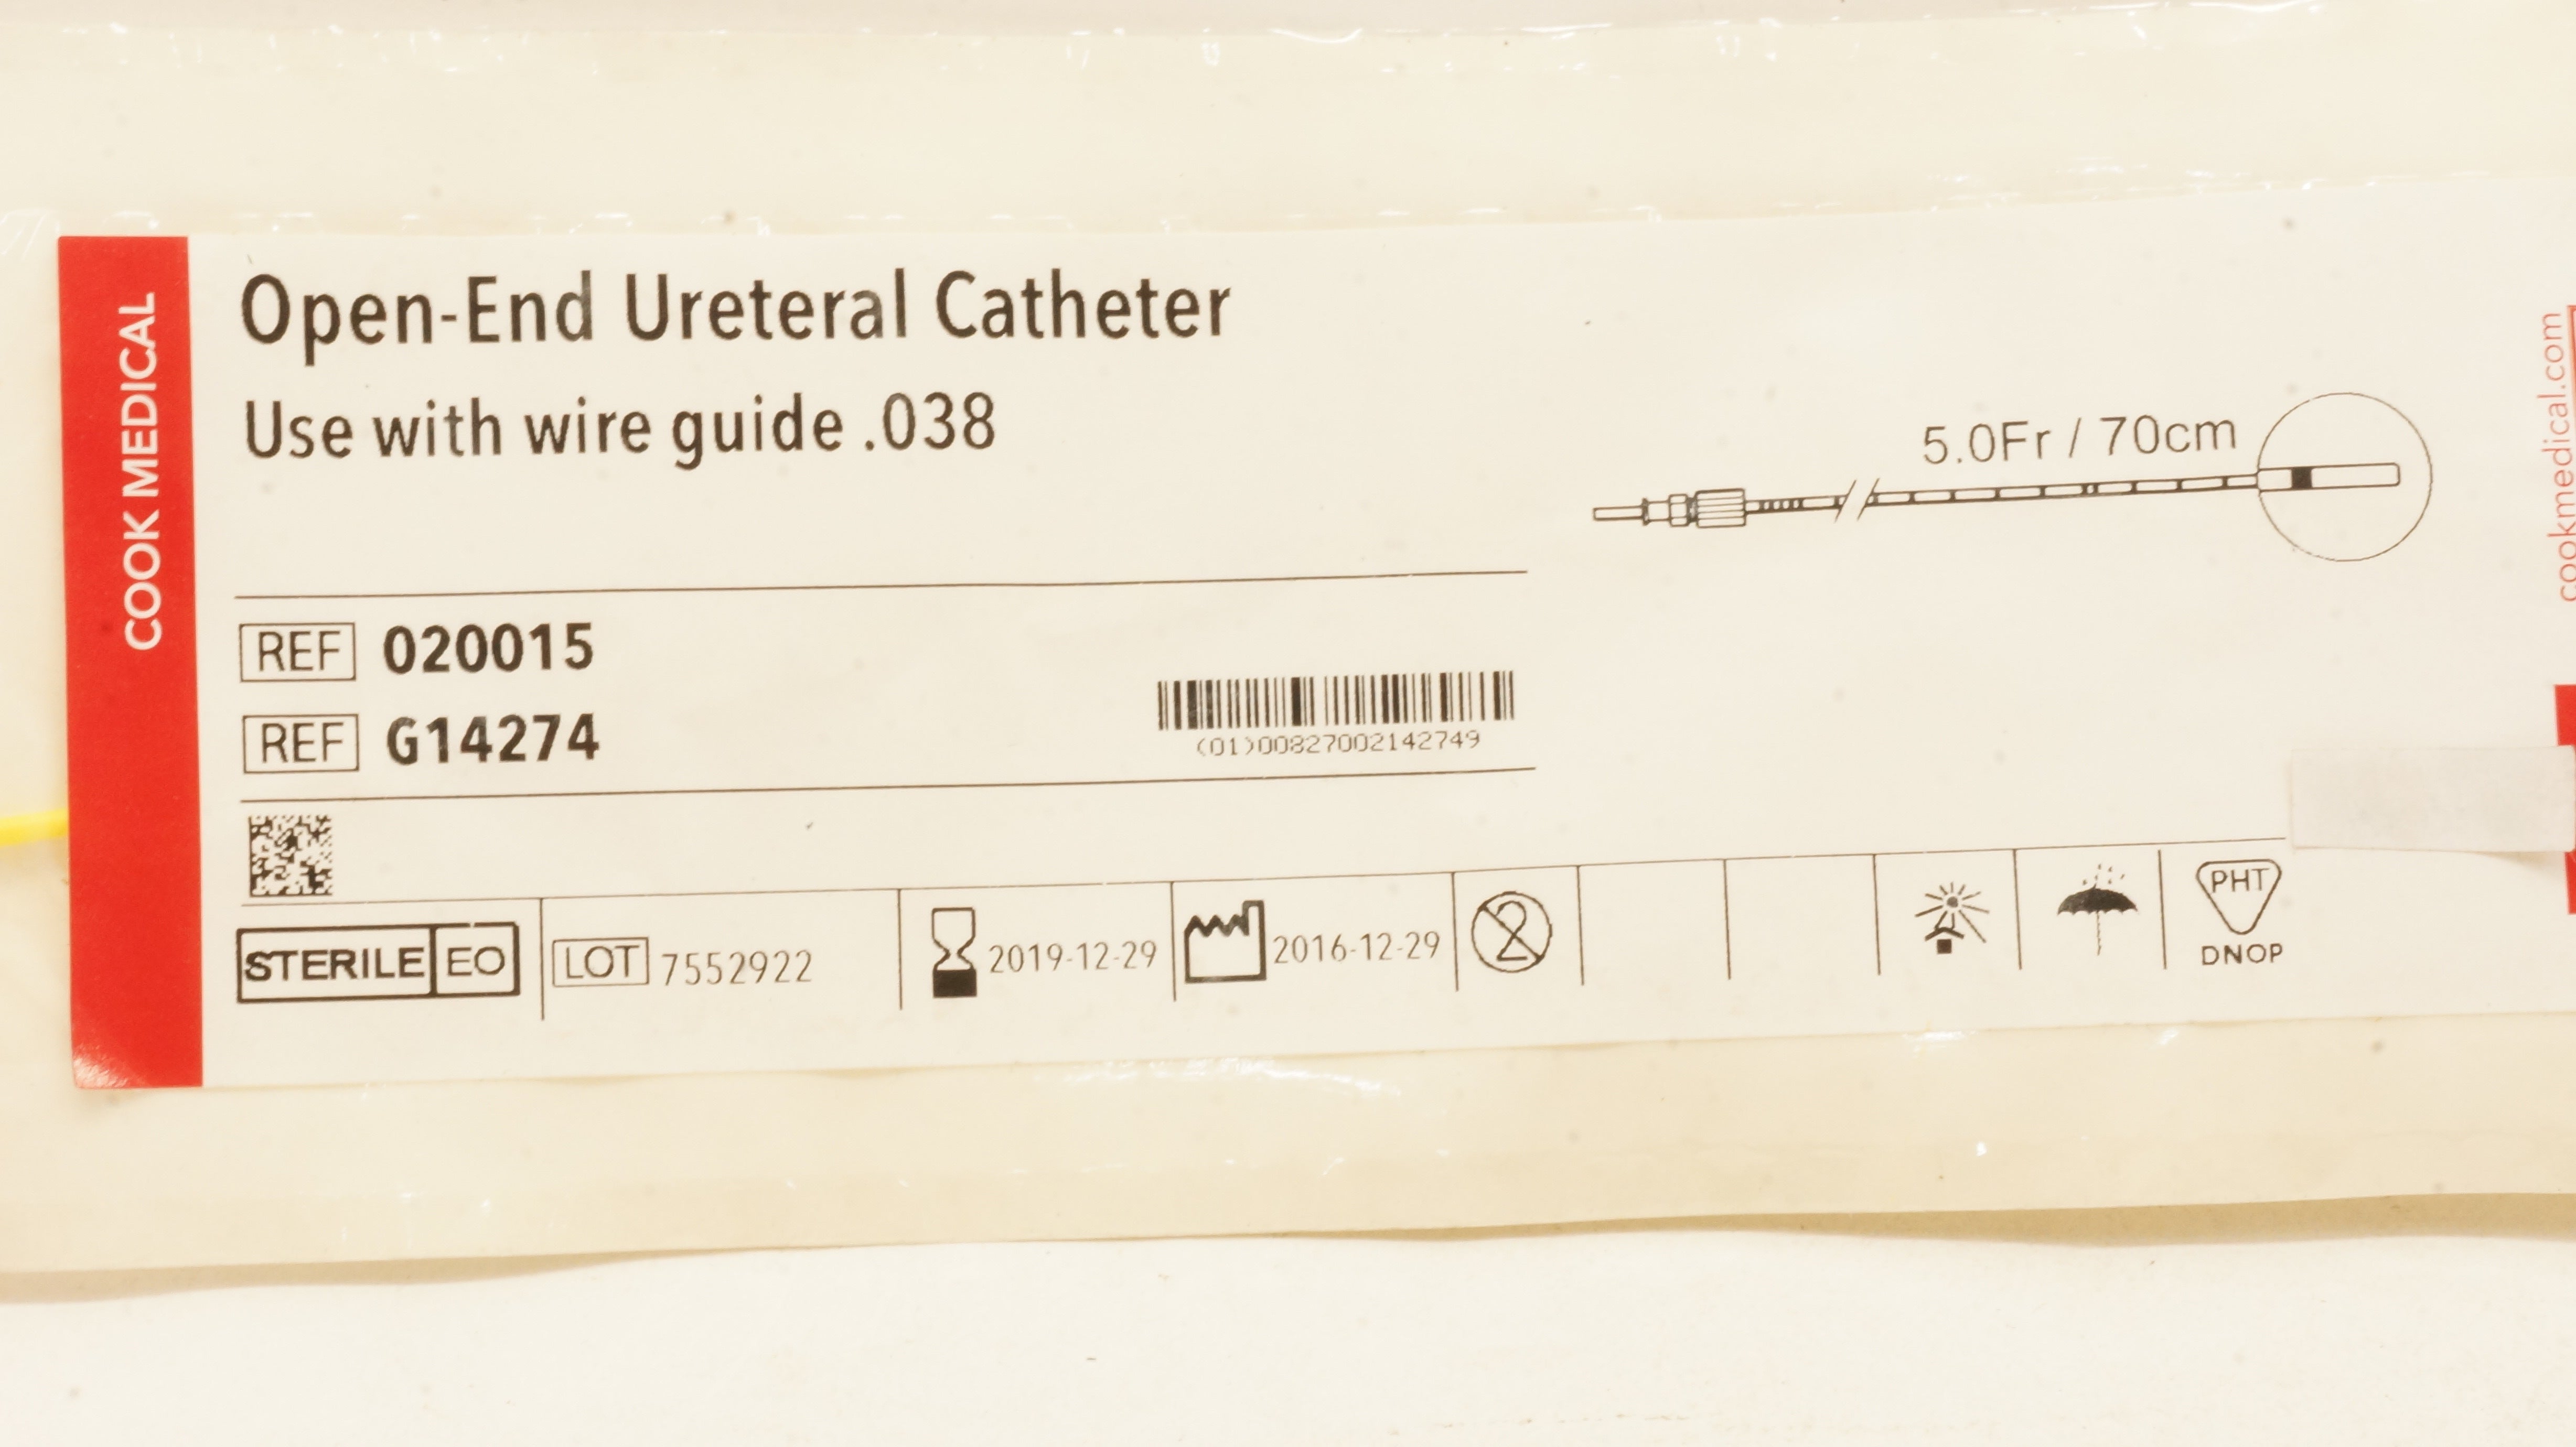 COOK MEDICAL
Open-End Ureteral Catheter
Use with wire guide .038
5.0Fr / 70cm
REF 020015
REF G14274
(01)00827002142749
STERILE EO
LOT 7552922
2019-12-29
2016-12-29
2
PHT
DNOP
cookmedical.com